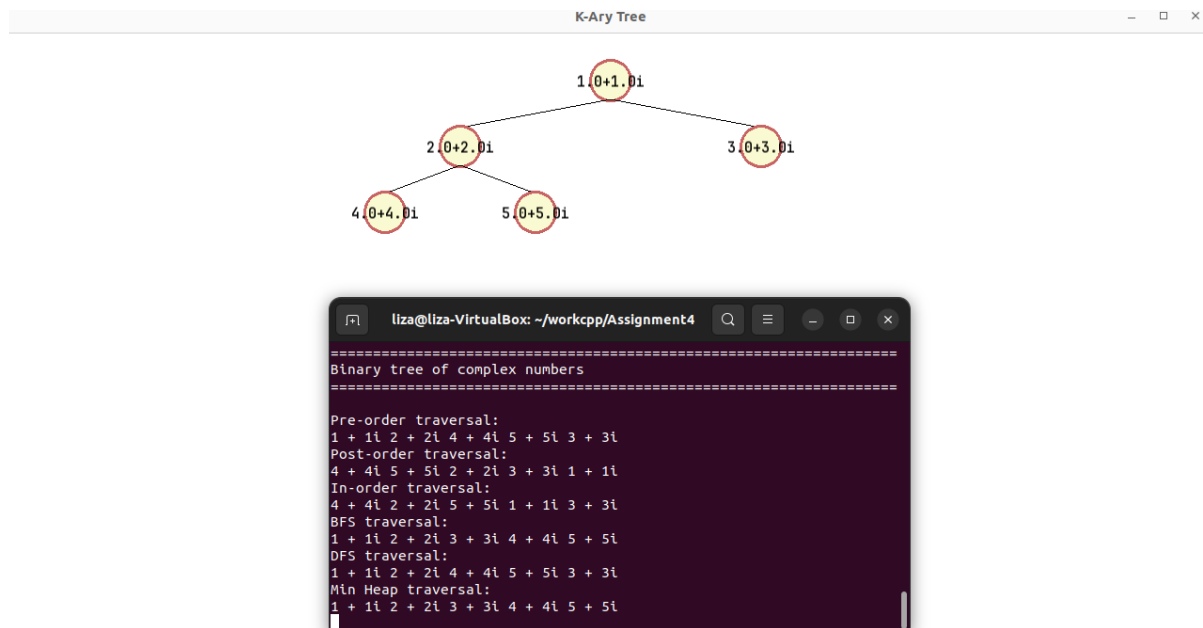 K-Ary Tree
1.0+1.0i
2.0+2.0i 3.0+3.0i
4.0+4.0i 5.0+5.0i
liza@liza-VirtualBox: ~/workcpp/Assignment4
===================================================================
Binary tree of complex numbers
===================================================================
Pre-order traversal:
1 + 1i 2 + 2i 4 + 4i 5 + 5i 3 + 3i
Post-order traversal:
4 + 4i 5 + 5i 2 + 2i 3 + 3i 1 + 1i
In-order traversal:
4 + 4i 2 + 2i 5 + 5i 1 + 1i 3 + 3i
BFS traversal:
1 + 1i 2 + 2i 3 + 3i 4 + 4i 5 + 5i
DFS traversal:
1 + 1i 2 + 2i 4 + 4i 5 + 5i 3 + 3i
Min Heap traversal:
1 + 1i 2 + 2i 3 + 3i 4 + 4i 5 + 5i